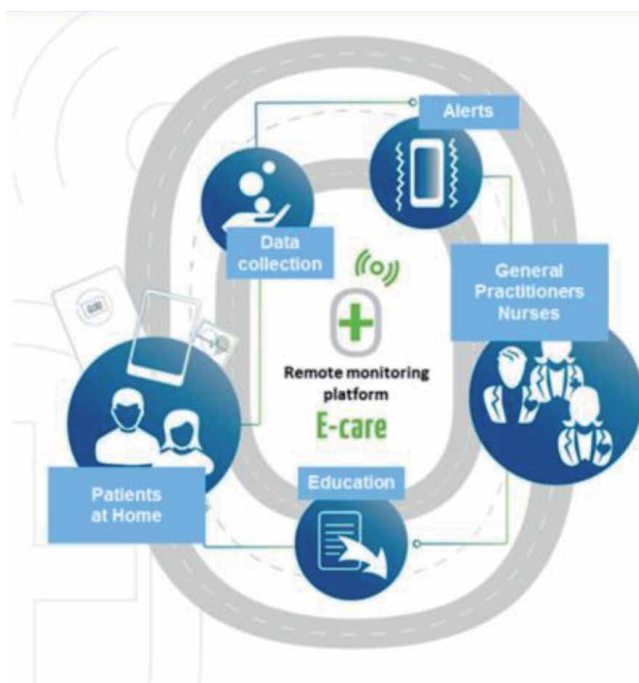 Alerts
Data
collection
General
Practitioners
Nurses
Remote monitoring
platform
E-care
Patients
at Home
Education